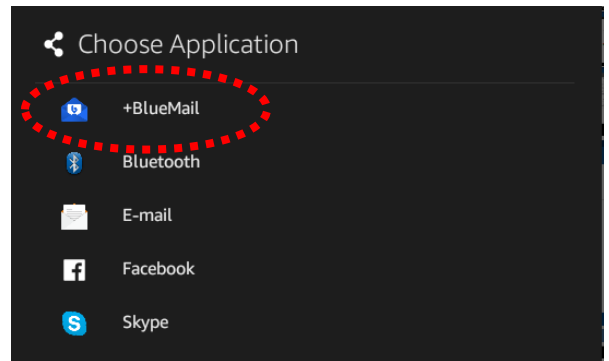 Choose Application
+BlueMail
Bluetooth
E-mail
Facebook
Skype